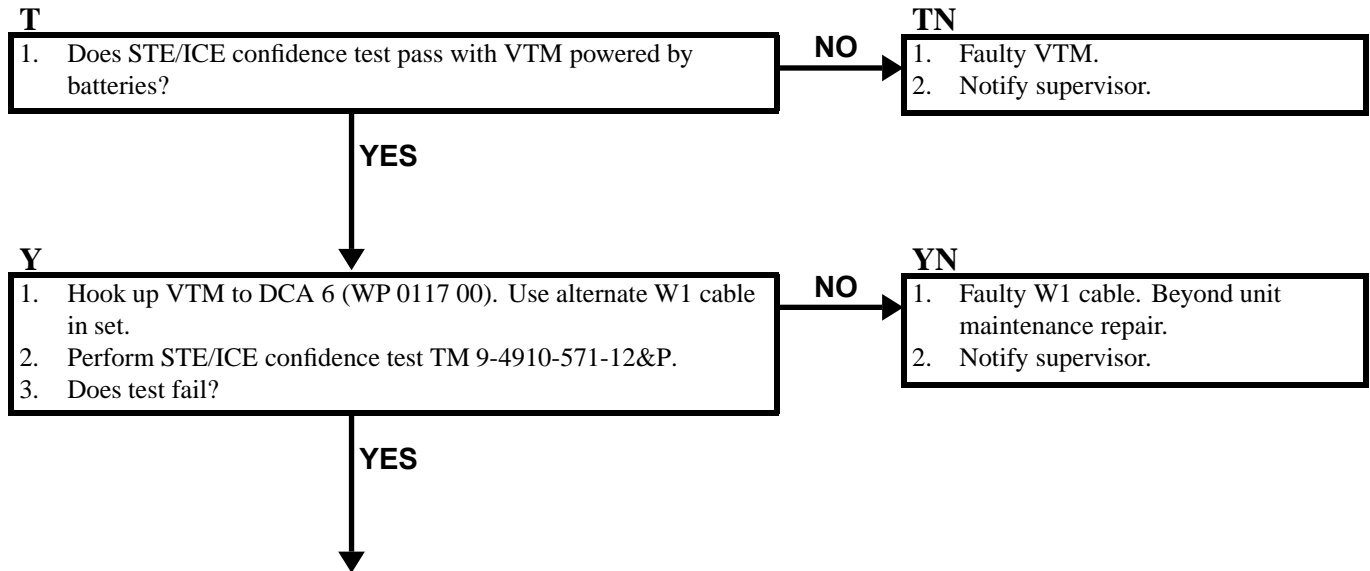 T
1. Does STE/ICE confidence test pass with VTM powered by
batteries?
NO
TN
1. Faulty VTM.
2. Notify supervisor.
YES
Y
1. Hook up VTM to DCA 6 (WP 0117 00). Use alternate W1 cable
in set.
2. Perform STE/ICE confidence test TM 9-4910-571-12&P.
3. Does test fail?
NO
YN
1. Faulty W1 cable. Beyond unit
maintenance repair.
2. Notify supervisor.
YES